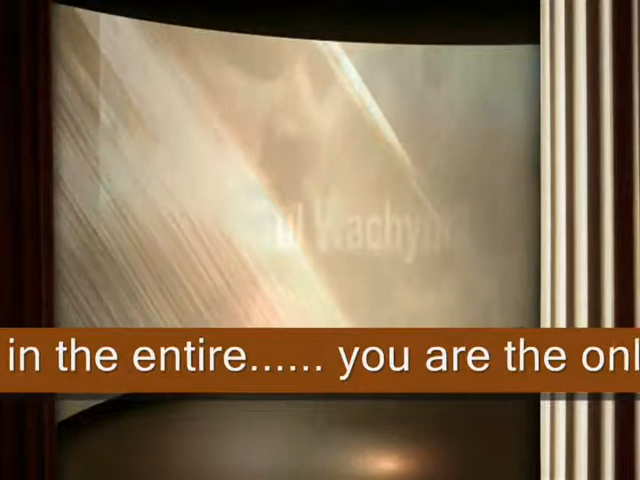 in the entire...... you are the onl